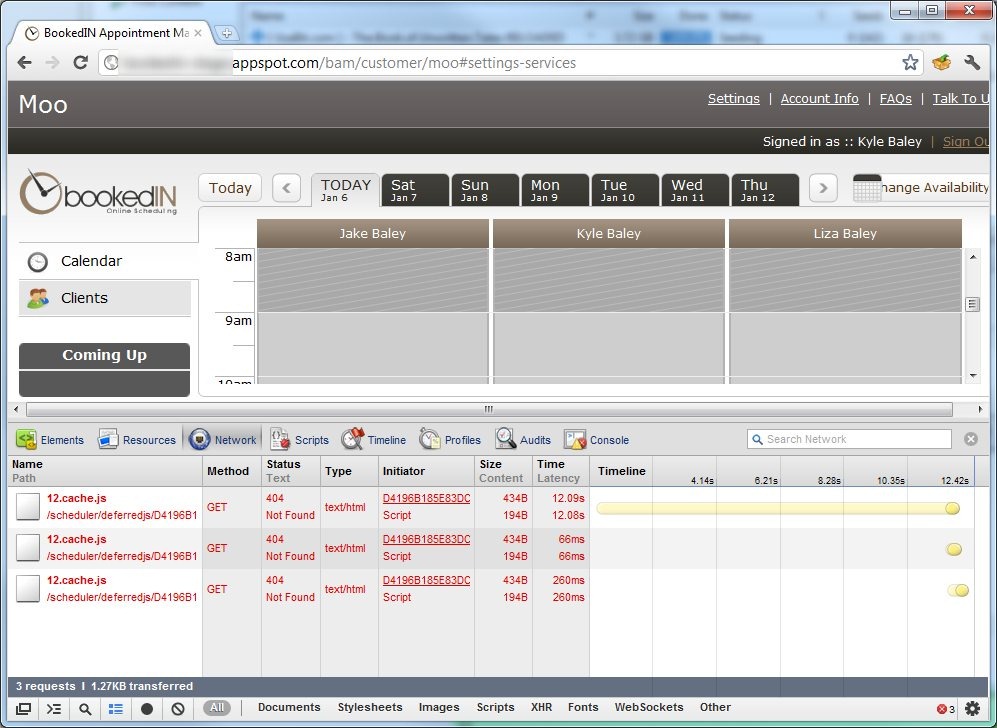 BookedIN Appointment Ma
appspot.com/bam/customer/moo#settings-services
Moo
Settings | Account Info | FAQs | Talk To U
Signed in as :: Kyle Baley | Sign Ou
bookedIN
Online Scheduling
Today
TODAY
Jan 6
Sat
Jan 7
Sun
Jan 8
Mon
Jan 9
Tue
Jan 10
Wed
Jan 11
Thu
Jan 12
hange Availability
Jake Baley Kyle Baley Liza Baley
Calendar
Clients
Coming Up
8am
9am
10am
Elements Resources Network Scripts Timeline Profiles Audits Console Search Network
Name Method Status Type Initiator Size Time Timeline
Path Text Content Latency 4.14s 6.21s 8.28s 10.35s 12.42s
12.cache.js GET 404 text/html D4196B185E83DC 434B 12.09s
/scheduler/deferredjs/D4196B1 Not Found Script 194B 12.08s
12.cache.js GET 404 text/html D4196B185E83DC 434B 66ms
/scheduler/deferredjs/D4196B1 Not Found Script 194B 66ms
12.cache.js GET 404 text/html D4196B185E83DC 434B 260ms
/scheduler/deferredjs/D4196B1 Not Found Script 194B 260ms
3 requests | 1.27KB transferred
All | Documents Stylesheets Images Scripts XHR Fonts WebSockets Other 3